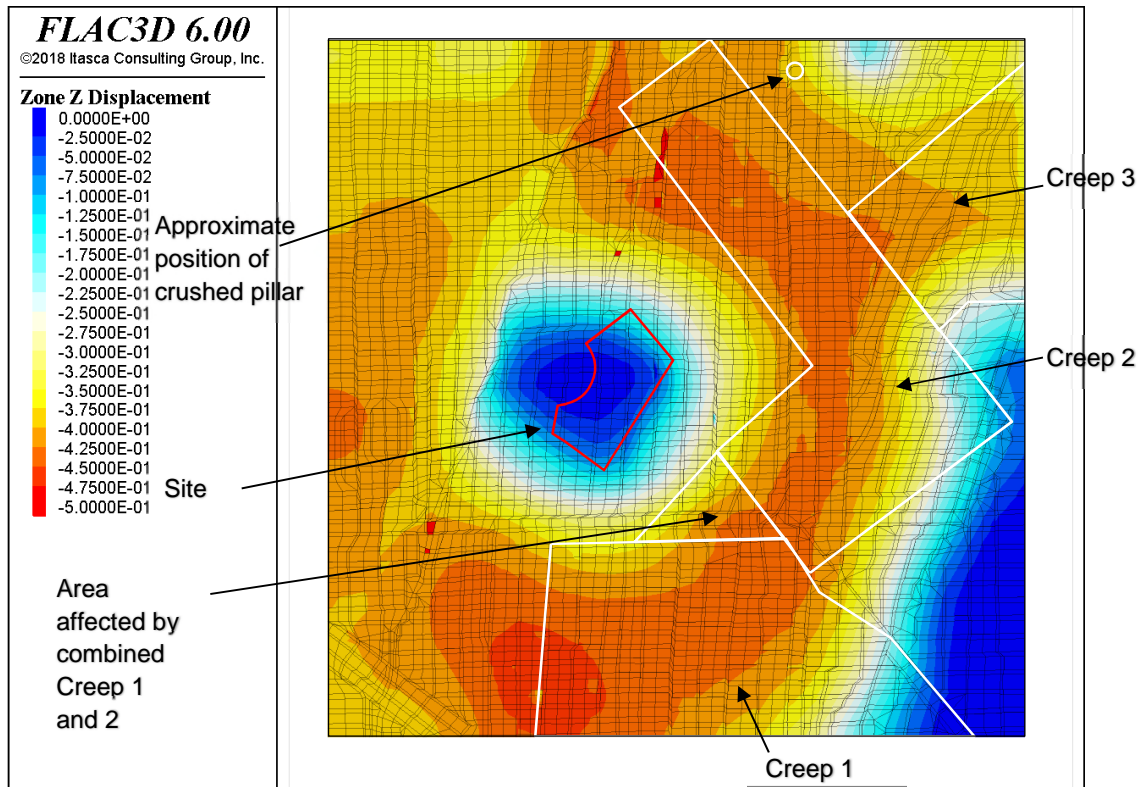 FLAC3D 6.00
©2018 Itasca Consulting Group, Inc.
Zone Z Displacement
0.0000E+00
-2.5000E-02
-5.0000E-02
-7.5000E-02
-1.0000E-01
-1.2500E-01
-1.5000E-01
-1.7500E-01
-2.0000E-01
-2.2500E-01
-2.5000E-01
-2.7500E-01
-3.0000E-01
-3.2500E-01
-3.5000E-01
-3.7500E-01
-4.0000E-01
-4.2500E-01
-4.5000E-01
-4.7500E-01
-5.0000E-01
Approximate
position of
crushed pillar
Site
Area
affected by
combined
Creep 1
and 2
Creep 3
Creep 2
Creep 1